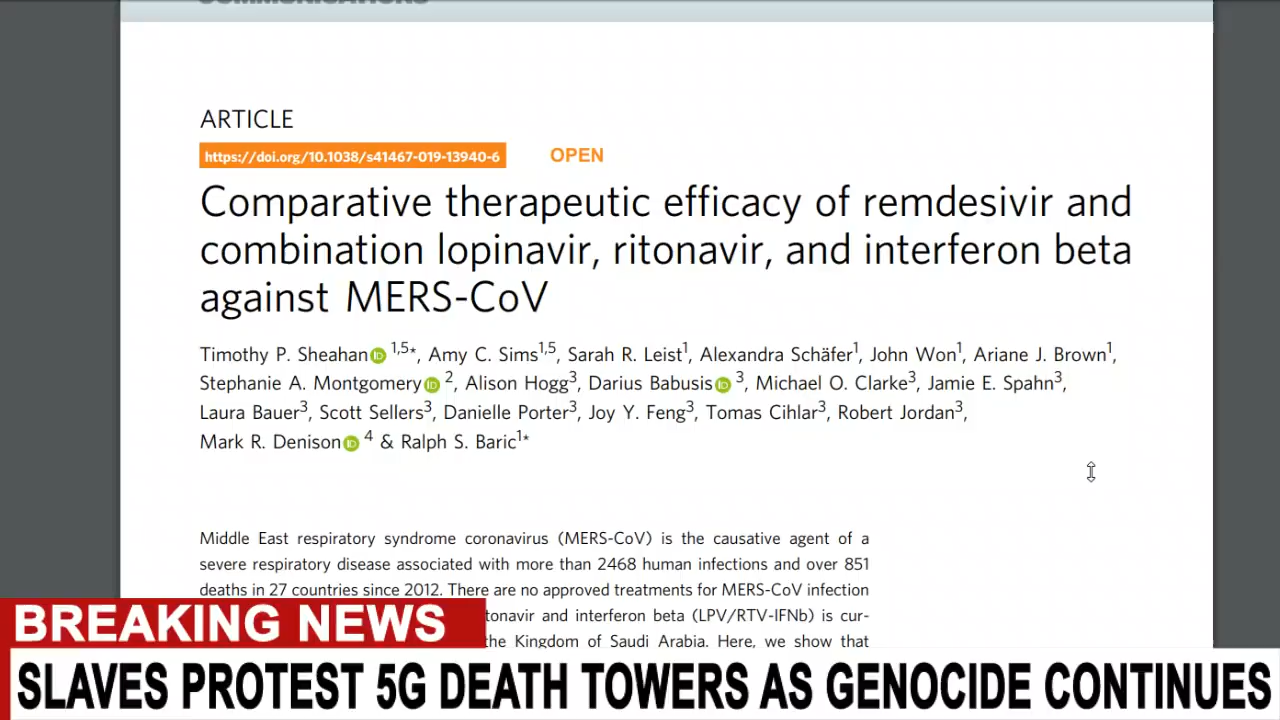 COMMUNICATIONS
ARTICLE
https://doi.org/10.1038/s41467-019-13940-6 OPEN
Comparative therapeutic efficacy of remdesivir and
combination lopinavir, ritonavir, and interferon beta
against MERS-CoV
Timothy P. Sheahan iD 1,5*, Amy C. Sims1,5, Sarah R. Leist1, Alexandra Schäfer1, John Won1, Ariane J. Brown1,
Stephanie A. Montgomery iD 2, Alison Hogg3, Darius Babusis iD 3, Michael O. Clarke3, Jamie E. Spahn3,
Laura Bauer3, Scott Sellers3, Danielle Porter3, Joy Y. Feng3, Tomas Cihlar3, Robert Jordan3,
Mark R. Denison iD 4 & Ralph S. Baric1*
Middle East respiratory syndrome coronavirus (MERS-CoV) is the causative agent of a
severe respiratory disease associated with more than 2468 human infections and over 851
deaths in 27 countries since 2012. There are no approved treatments for MERS-CoV infection
tonavir and interferon beta (LPV/RTV-IFNb) is cur-
the Kingdom of Saudi Arabia. Here, we show that
BREAKING NEWS
SLAVES PROTEST 5G DEATH TOWERS AS GENOCIDE CONTINUES